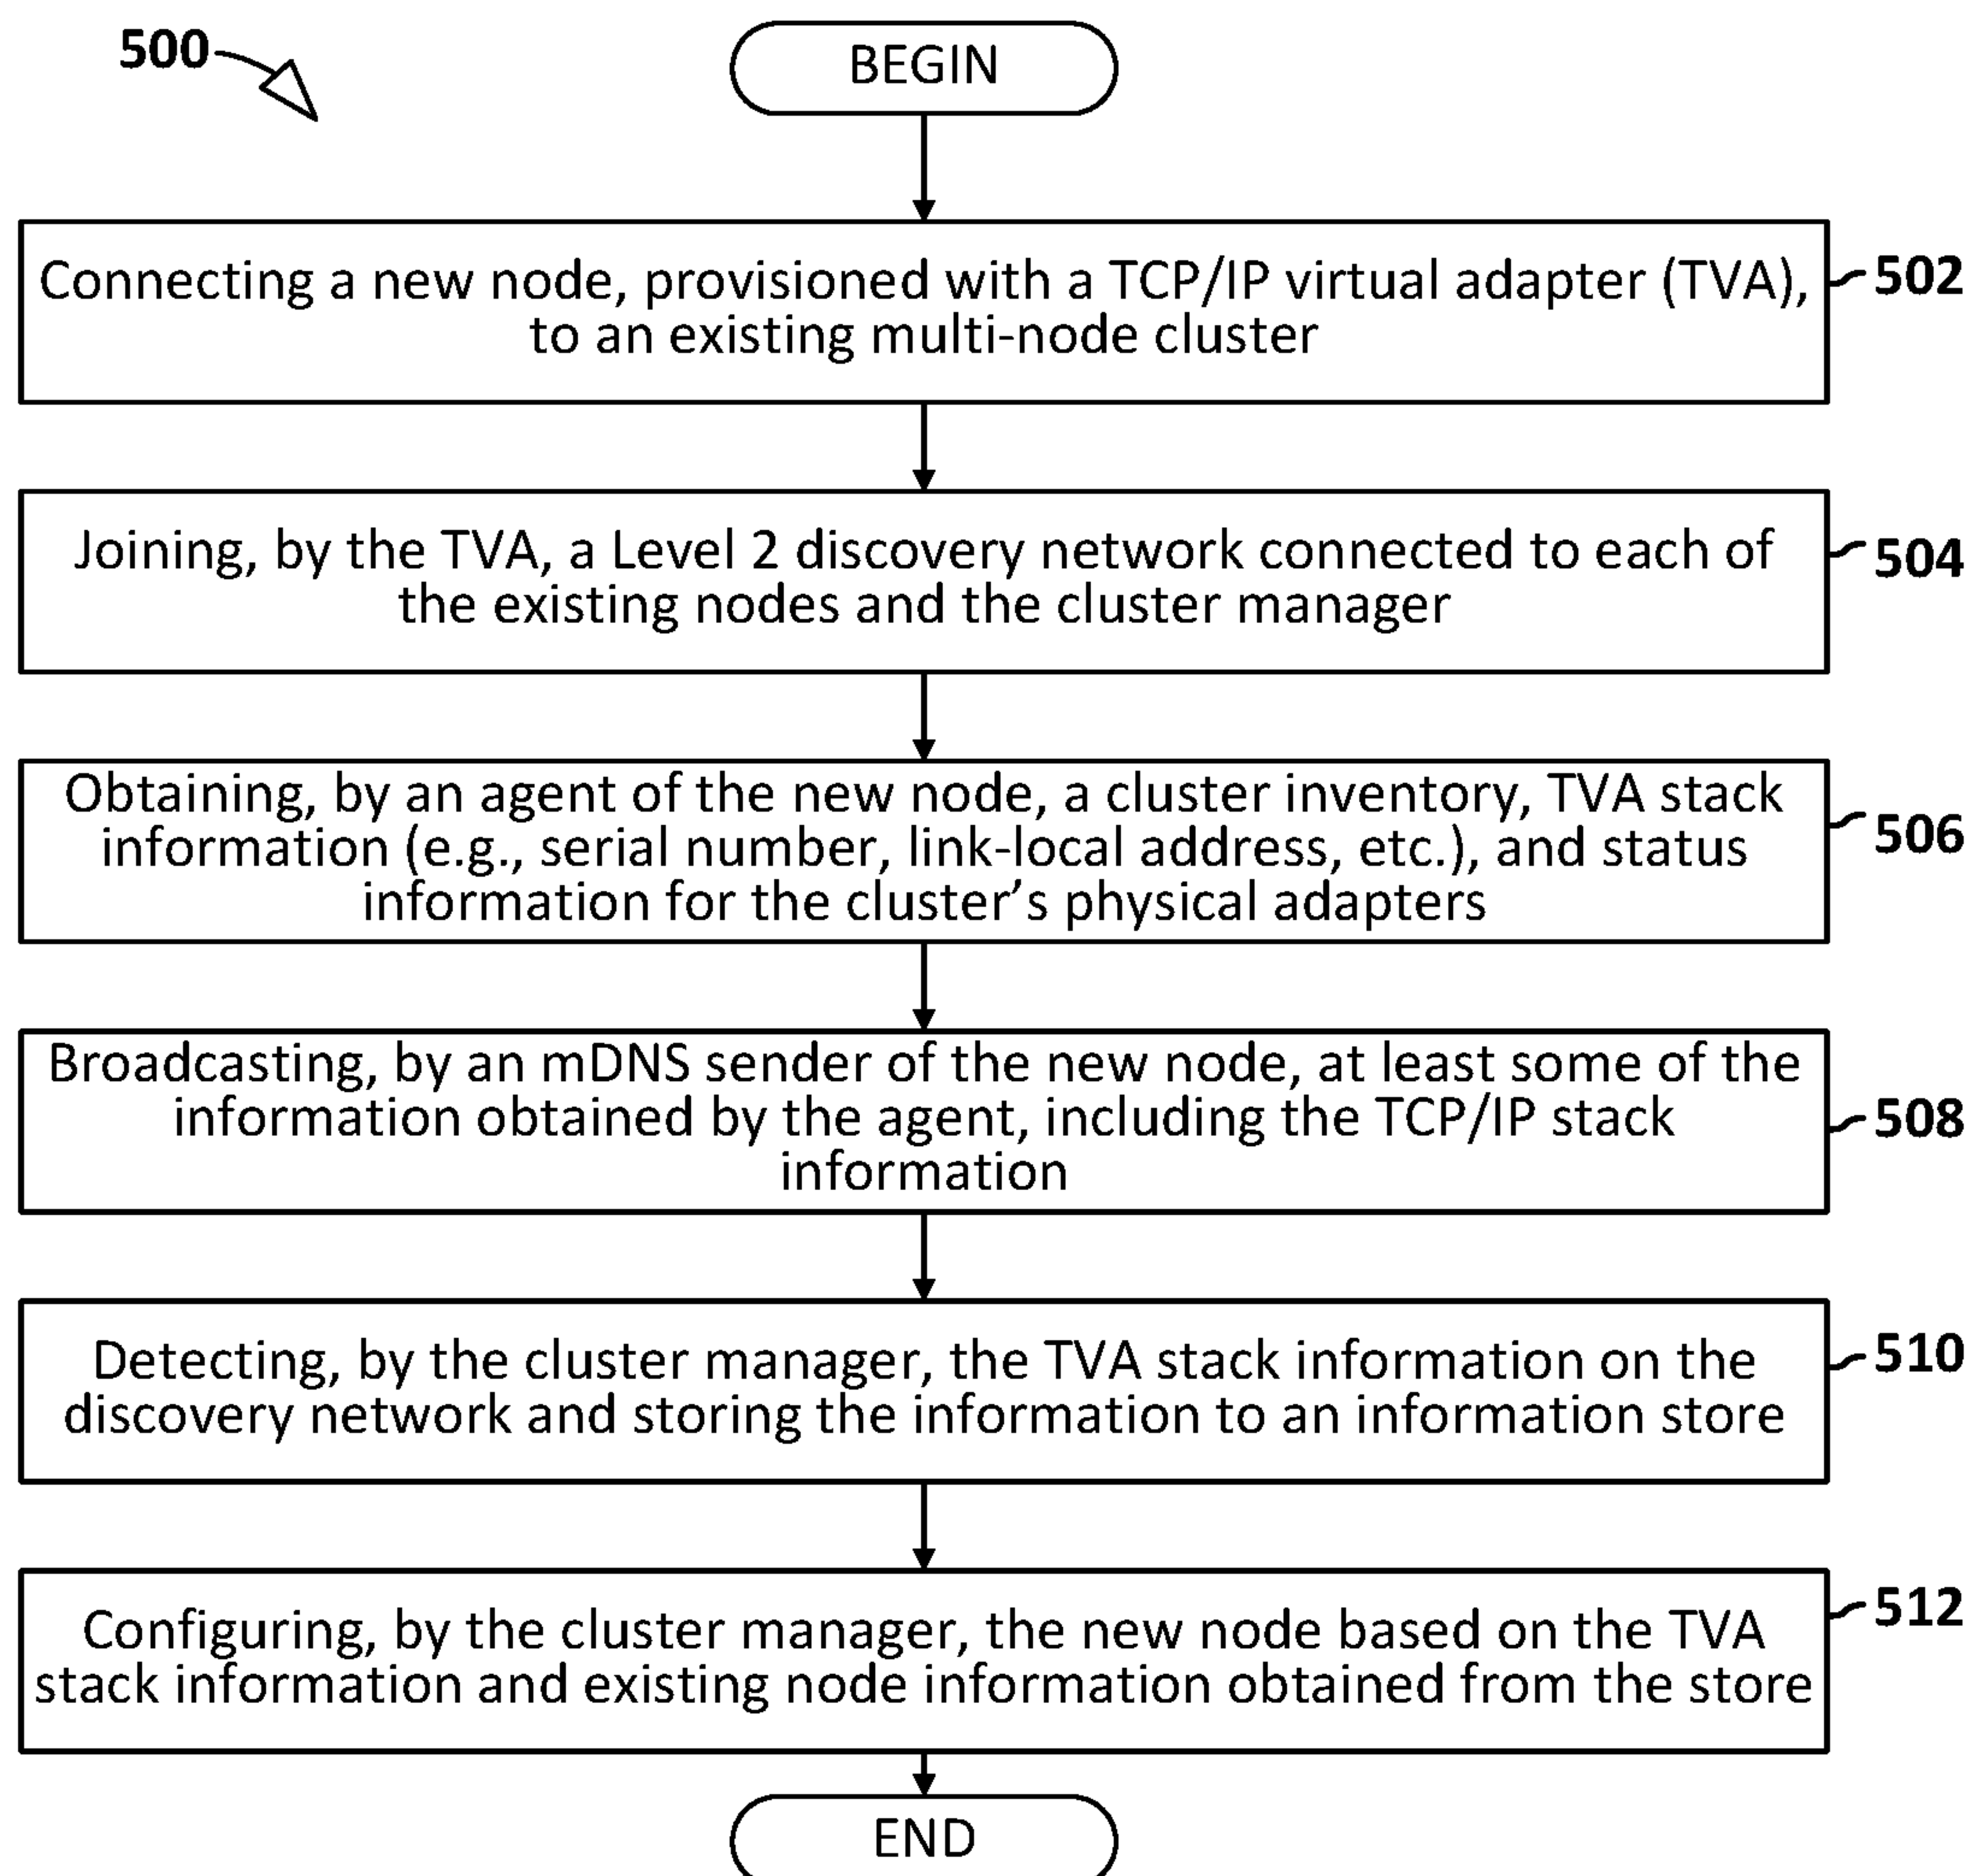 500
BEGIN
Connecting a new node, provisioned with a TCP/IP virtual adapter (TVA),
to an existing multi-node cluster
502
Joining, by the TVA, a Level 2 discovery network connected to each of
the existing nodes and the cluster manager
504
Obtaining, by an agent of the new node, a cluster inventory, TVA stack
information (e.g., serial number, link-local address, etc.), and status
information for the cluster’s physical adapters
506
Broadcasting, by an mDNS sender of the new node, at least some of the
information obtained by the agent, including the TCP/IP stack
information
508
Detecting, by the cluster manager, the TVA stack information on the
discovery network and storing the information to an information store
510
Configuring, by the cluster manager, the new node based on the TVA
stack information and existing node information obtained from the store
512
END